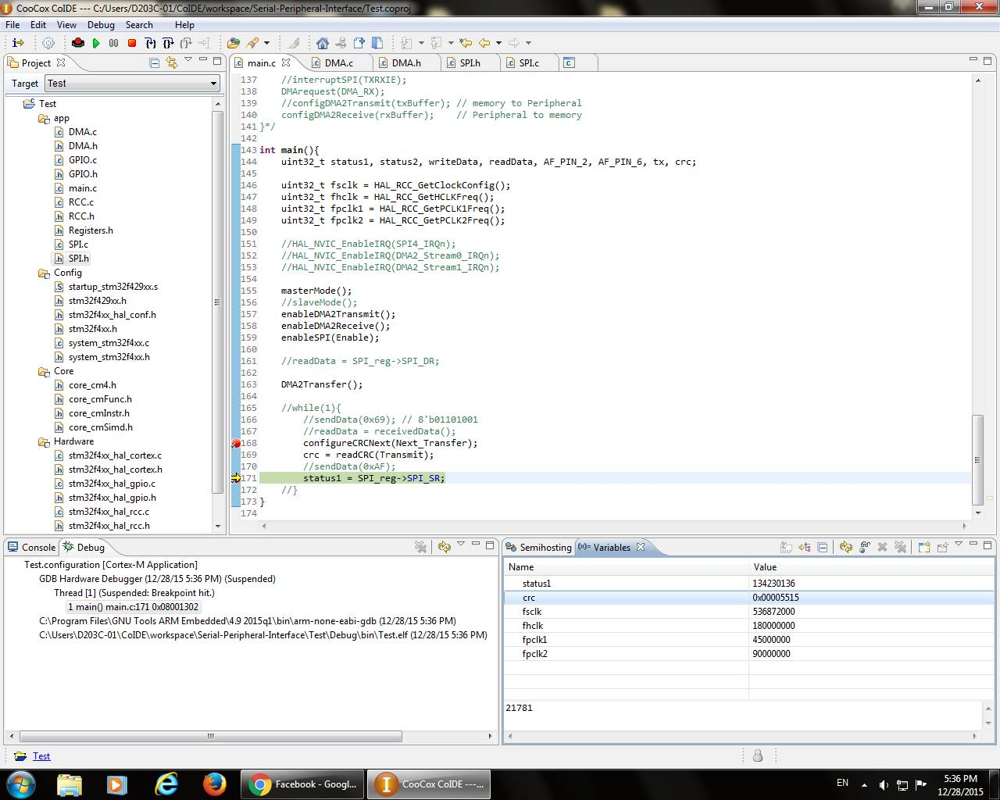 CooCox CoIDE --- C:/Users/D203C-01/CoIDE/workspace/Serial-Peripheral-Interface/Test.coproj
File Edit View Debug Search Help
Project
Target Test
Test
app
DMA.c
DMA.h
GPIO.c
GPIO.h
main.c
RCC.c
RCC.h
Registers.h
SPI.c
SPI.h
Config
startup_stm32f429xx.s
stm32f429xx.h
stm32f4xx_hal_conf.h
stm32f4xx.h
system_stm32f4xx.c
system_stm32f4xx.h
Core
core_cm4.h
core_cmFunc.h
core_cmInstr.h
core_cmSimd.h
Hardware
stm32f4xx_hal_cortex.c
stm32f4xx_hal_cortex.h
stm32f4xx_hal_gpio.c
stm32f4xx_hal_gpio.h
stm32f4xx_hal_rcc.c
stm32f4xx_hal_rcc.h
main.c DMA.c DMA.h SPI.h SPI.c
137 //interruptSPI(TXRXIE);
138 DMArequest(DMA_RX);
139 //configDMA2Transmit(txBuffer); // memory to Peripheral
140 configDMA2Receive(rxBuffer); // Peripheral to memory
141 }*/
142
143 int main(){
144 uint32_t status1, status2, writeData, readData, AF_PIN_2, AF_PIN_6, tx, crc;
145
146 uint32_t fsclk = HAL_RCC_GetClockConfig();
147 uint32_t fhclk = HAL_RCC_GetHCLKFreq();
148 uint32_t fpclk1 = HAL_RCC_GetPCLK1Freq();
149 uint32_t fpclk2 = HAL_RCC_GetPCLK2Freq();
150
151 //HAL_NVIC_EnableIRQ(SPI4_IRQn);
152 //HAL_NVIC_EnableIRQ(DMA2_Stream0_IRQn);
153 //HAL_NVIC_EnableIRQ(DMA2_Stream1_IRQn);
154
155 masterMode();
156 //slaveMode();
157 enableDMA2Transmit();
158 enableDMA2Receive();
159 enableSPI(Enable);
160
161 //readData = SPI_reg->SPI_DR;
162
163 DMA2Transfer();
164
165 //while(1){
166 //sendData(0x69); // 8'b01101001
167 //readData = receivedData();
168 configureCRCNext(Next_Transfer);
169 crc = readCRC(Transmit);
170 //sendData(0xAF);
171 status1 = SPI_reg->SPI_SR;
172 //}
173 }
174
Console Debug
Test.configuration [Cortex-M Application]
GDB Hardware Debugger (12/28/15 5:36 PM) (Suspended)
Thread [1] (Suspended: Breakpoint hit.)
1 main() main.c:171 0x08001302
C:\Program Files\GNU Tools ARM Embedded\4.9 2015q1\bin\arm-none-eabi-gdb (12/28/15 5:36 PM)
C:\Users\D203C-01\CoIDE\workspace\Serial-Peripheral-Interface\Test\Debug\bin\Test.elf (12/28/15 5:36 PM)
Semihosting (x)= Variables
Name Value
status1 134230136
crc 0x00005515
fsclk 536872000
fhclk 180000000
fpclk1 45000000
fpclk2 90000000
21781
Test
Facebook - Googl...
CooCox CoIDE ---...
EN
5:36 PM
12/28/2015